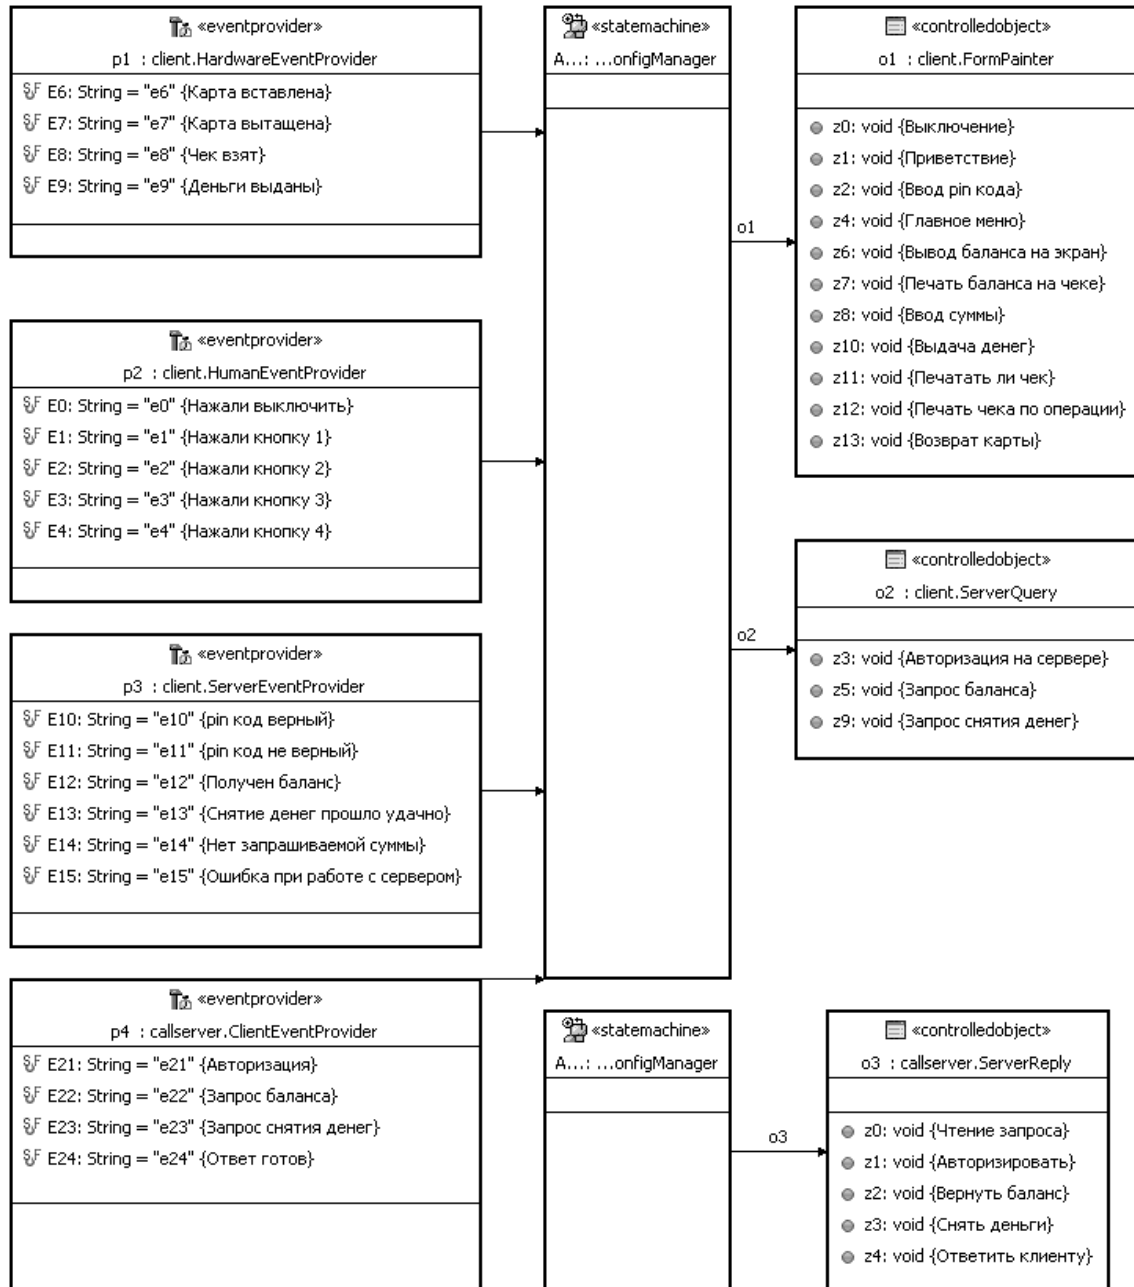 «eventprovider»
p1 : client.HardwareEventProvider
E6: String = "e6" {Карта вставлена}
E7: String = "e7" {Карта вытащена}
E8: String = "e8" {Чек взят}
E9: String = "e9" {Деньги выданы}
«eventprovider»
p2 : client.HumanEventProvider
E0: String = "e0" {Нажали выключить}
E1: String = "e1" {Нажали кнопку 1}
E2: String = "e2" {Нажали кнопку 2}
E3: String = "e3" {Нажали кнопку 3}
E4: String = "e4" {Нажали кнопку 4}
«eventprovider»
p3 : client.ServerEventProvider
E10: String = "e10" {pin код верный}
E11: String = "e11" {pin код не верный}
E12: String = "e12" {Получен баланс}
E13: String = "e13" {Снятие денег прошло удачно}
E14: String = "e14" {Нет запрашиваемой суммы}
E15: String = "e15" {Ошибка при работе с сервером}
«eventprovider»
p4 : callserver.ClientEventProvider
E21: String = "e21" {Авторизация}
E22: String = "e22" {Запрос баланса}
E23: String = "e23" {Запрос снятия денег}
E24: String = "e24" {Ответ готов}
«statemachine»
A...: ...onfigManager
«statemachine»
A...: ...onfigManager
o1
o2
o3
«controlledobject»
o1 : client.FormPainter
z0: void {Выключение}
z1: void {Приветствие}
z2: void {Ввод pin кода}
z4: void {Главное меню}
z6: void {Вывод баланса на экран}
z7: void {Печать баланса на чеке}
z8: void {Ввод суммы}
z10: void {Выдача денег}
z11: void {Печатать ли чек}
z12: void {Печать чека по операции}
z13: void {Возврат карты}
«controlledobject»
o2 : client.ServerQuery
z3: void {Авторизация на сервере}
z5: void {Запрос баланса}
z9: void {Запрос снятия денег}
«controlledobject»
o3 : callserver.ServerReply
z0: void {Чтение запроса}
z1: void {Авторизировать}
z2: void {Вернуть баланс}
z3: void {Снять деньги}
z4: void {Ответить клиенту}